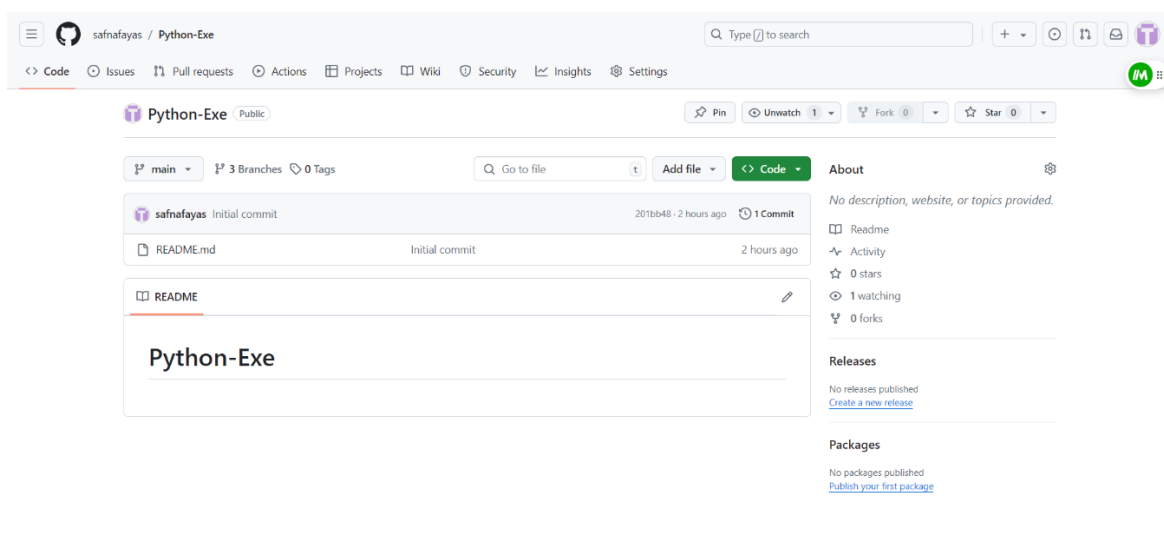 safnafayas / Python-Exe
Type / to search
Code Issues Pull requests Actions Projects Wiki Security Insights Settings
Python-Exe Public
Pin Unwatch 1 Fork 0 Star 0
main 3 Branches 0 Tags
Go to file t Add file Code
safnafayas Initial commit 201bb48 · 2 hours ago 1 Commit
README.md Initial commit 2 hours ago
README
Python-Exe
About
No description, website, or topics provided.
Readme
Activity
0 stars
1 watching
0 forks
Releases
No releases published
Create a new release
Packages
No packages published
Publish your first package